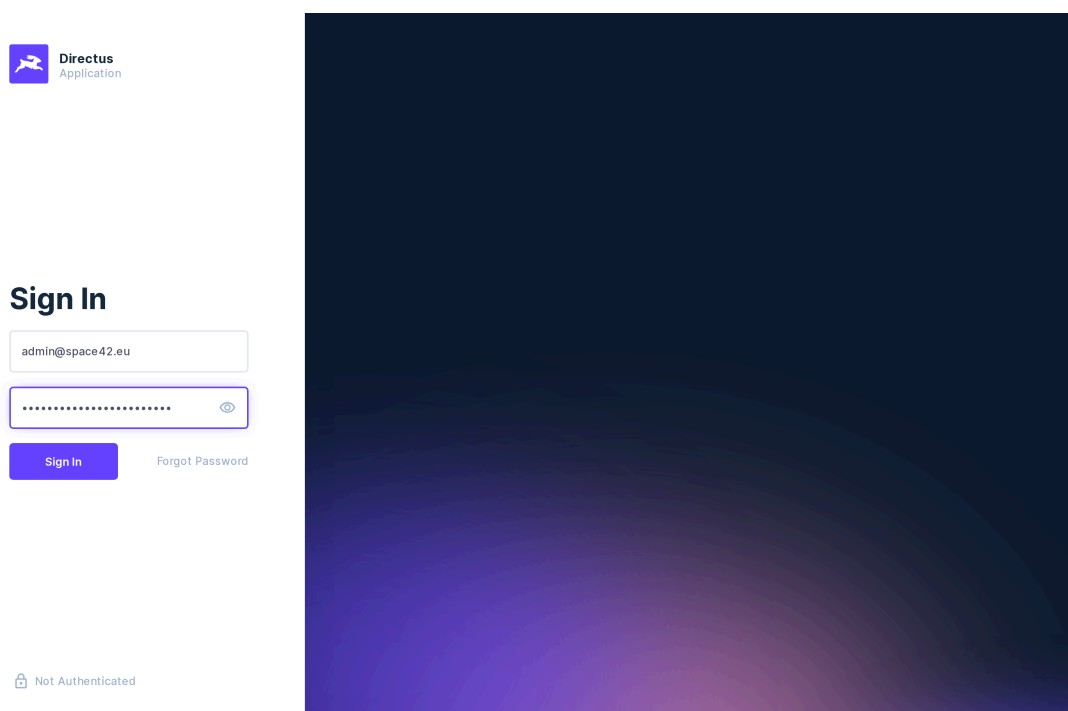 Directus
Application
Sign In
admin@space42.eu
••••••••••••••••••••••••
Sign In
Forgot Password
Not Authenticated